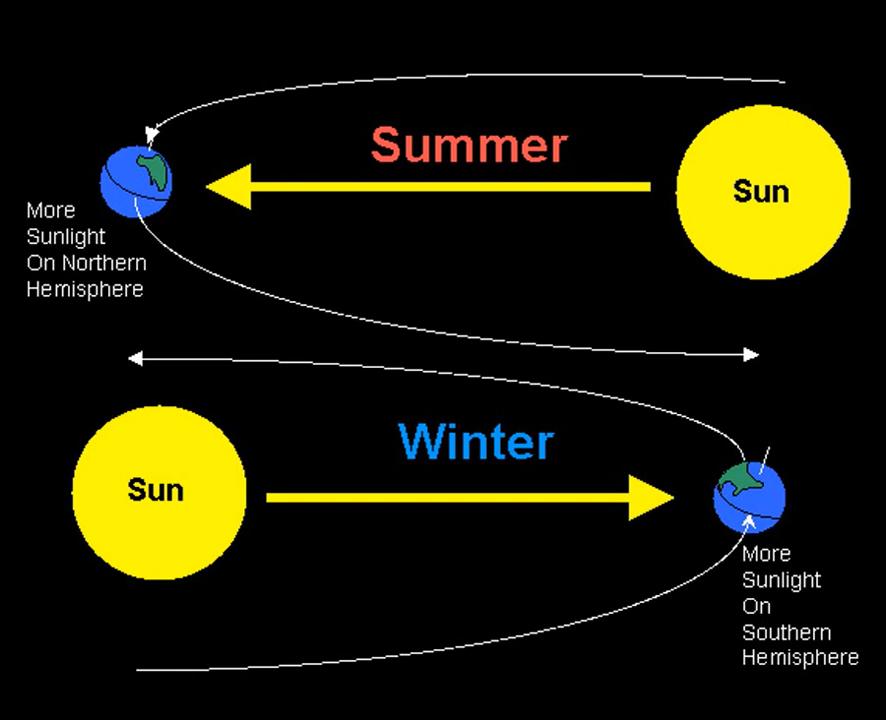 Summer
Sun
More
Sunlight
On Northern
Hemisphere
Winter
Sun
More
Sunlight
On
Southern
Hemisphere